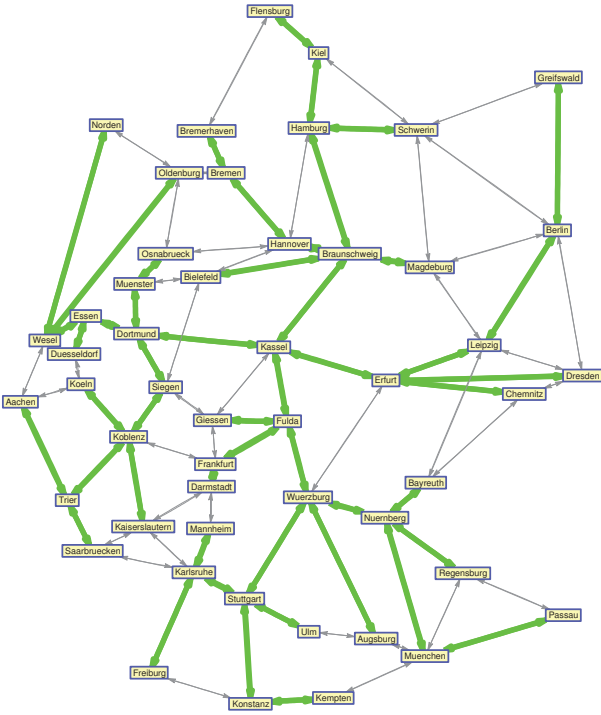 Flensburg
Kiel
Greifswald
Norden
Bremerhaven
Hamburg
Schwerin
Oldenburg
Bremen
Berlin
Hannover
Osnabrueck
Braunschweig
Magdeburg
Bielefeld
Muenster
Essen
Dortmund
Wesel
Duesseldorf
Kassel
Leipzig
Dresden
Koeln
Siegen
Erfurt
Chemnitz
Aachen
Giessen
Fulda
Koblenz
Frankfurt
Bayreuth
Darmstadt
Wuerzburg
Trier
Nuernberg
Kaiserslautern
Mannheim
Saarbruecken
Karlsruhe
Regensburg
Stuttgart
Passau
Ulm
Augsburg
Muenchen
Freiburg
Konstanz
Kempten